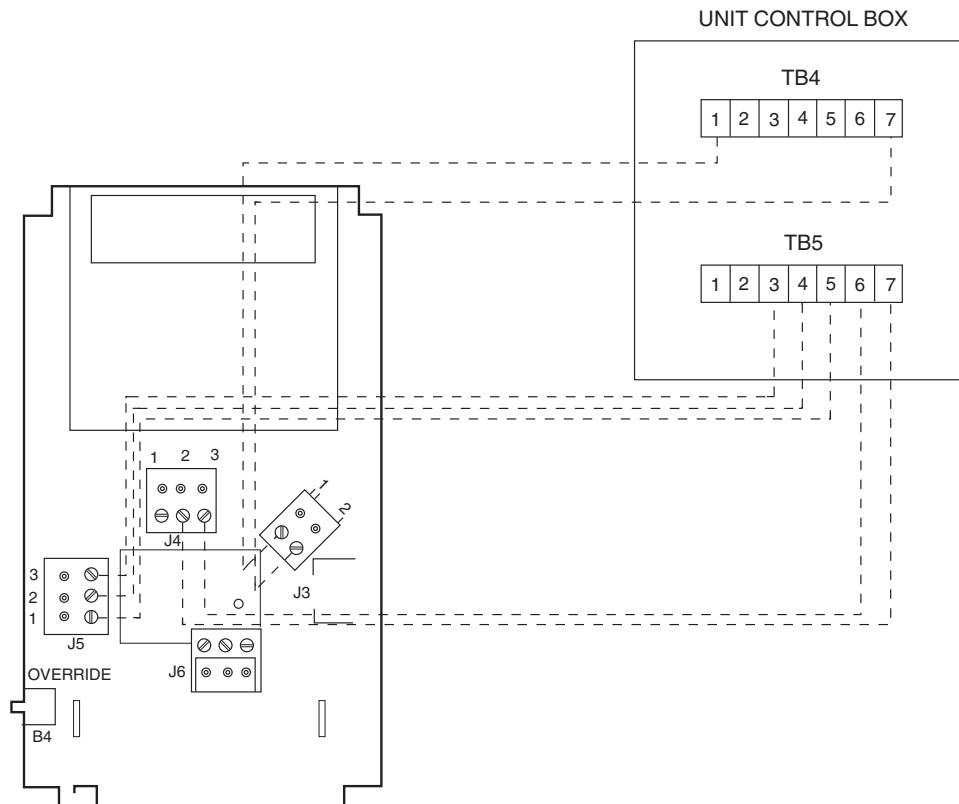 UNIT CONTROL BOX
TB4
1 2 3 4 5 6 7
TB5
1 2 3 4 5 6 7
1 2 3
J4
1
2
J3
3
2
1
J5
J6
OVERRIDE
B4